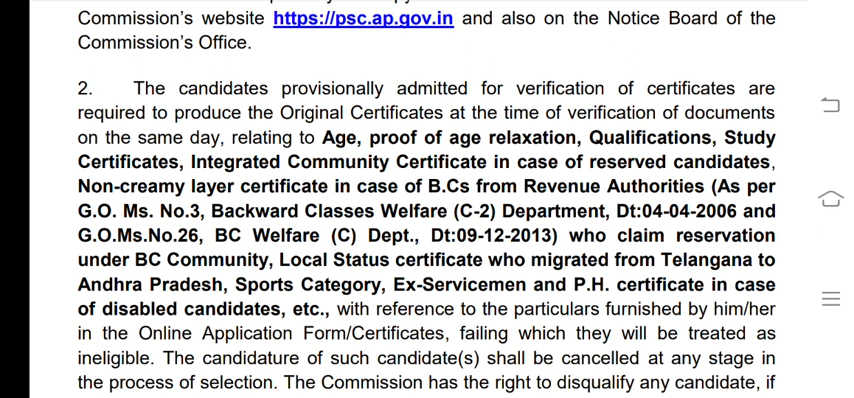 Commission's website https://psc.ap.gov.in and also on the Notice Board of the
Commission's Office.
2. The candidates provisionally admitted for verification of certificates are
required to produce the Original Certificates at the time of verification of documents
on the same day, relating to Age, proof of age relaxation, Qualifications, Study
Certificates, Integrated Community Certificate in case of reserved candidates,
Non-creamy layer certificate in case of B.Cs from Revenue Authorities (As per
G.O. Ms. No.3, Backward Classes Welfare (C-2) Department, Dt:04-04-2006 and
G.O.Ms.No.26, BC Welfare (C) Dept., Dt:09-12-2013) who claim reservation
under BC Community, Local Status certificate who migrated from Telangana to
Andhra Pradesh, Sports Category, Ex-Servicemen and P.H. certificate in case
of disabled candidates, etc., with reference to the particulars furnished by him/her
in the Online Application Form/Certificates, failing which they will be treated as
ineligible. The candidature of such candidate(s) shall be cancelled at any stage in
the process of selection. The Commission has the right to disqualify any candidate, if